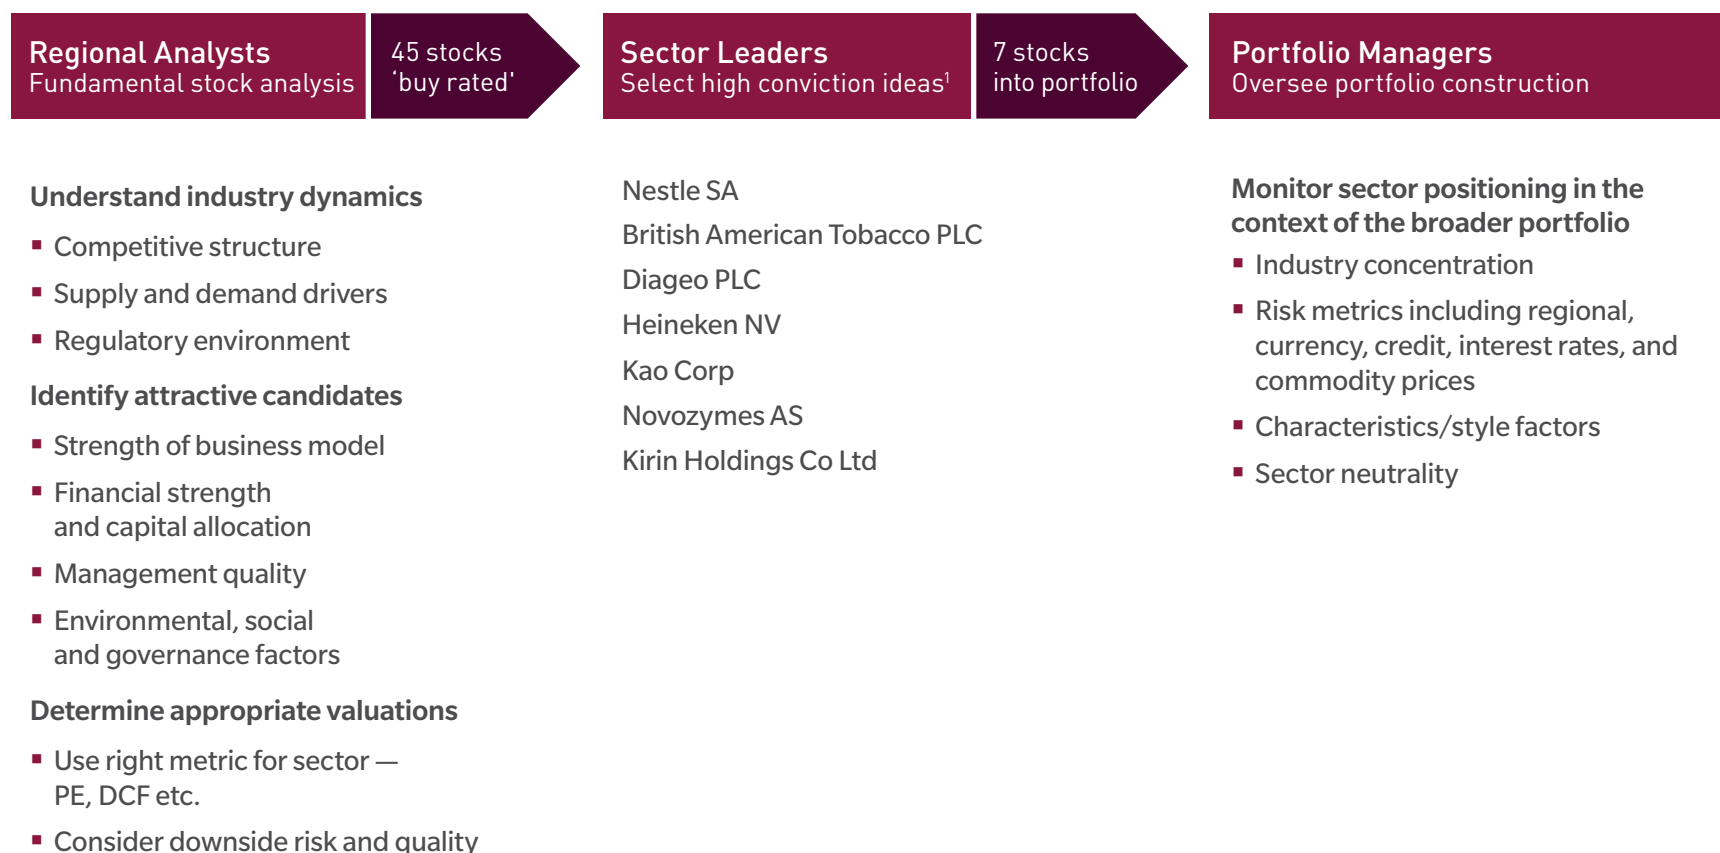 Regional Analysts
Fundamental stock analysis
45 stocks
‘buy rated'
Sector Leaders
Select high conviction ideas¹
7 stocks
into portfolio
Portfolio Managers
Oversee portfolio construction
Understand industry dynamics
▪ Competitive structure
▪ Supply and demand drivers
▪ Regulatory environment
Identify attractive candidates
▪ Strength of business model
▪ Financial strength
and capital allocation
▪ Management quality
▪ Environmental, social
and governance factors
Determine appropriate valuations
▪ Use right metric for sector —
PE, DCF etc.
▪ Consider downside risk and quality
Nestle SA
British American Tobacco PLC
Diageo PLC
Heineken NV
Kao Corp
Novozymes AS
Kirin Holdings Co Ltd
Monitor sector positioning in the
context of the broader portfolio
▪ Industry concentration
▪ Risk metrics including regional,
currency, credit, interest rates, and
commodity prices
▪ Characteristics/style factors
▪ Sector neutrality